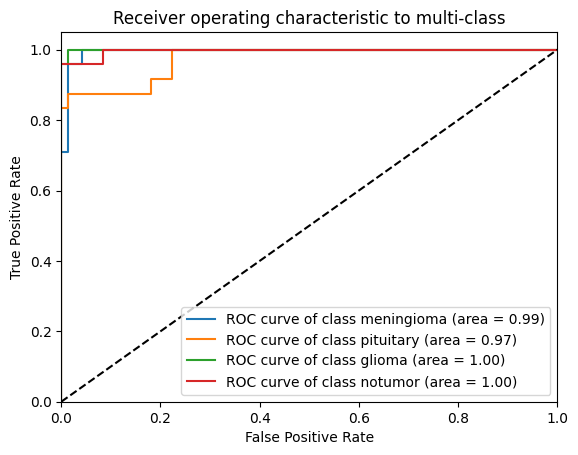 Receiver operating characteristic to multi-class
1.0
0.8
0.6
0.4
0.2
0.0
True Positive Rate
ROC curve of class meningioma (area = 0.99)
ROC curve of class pituitary (area = 0.97)
ROC curve of class glioma (area = 1.00)
ROC curve of class notumor (area = 1.00)
0.0 0.2 0.4 0.6 0.8 1.0
False Positive Rate